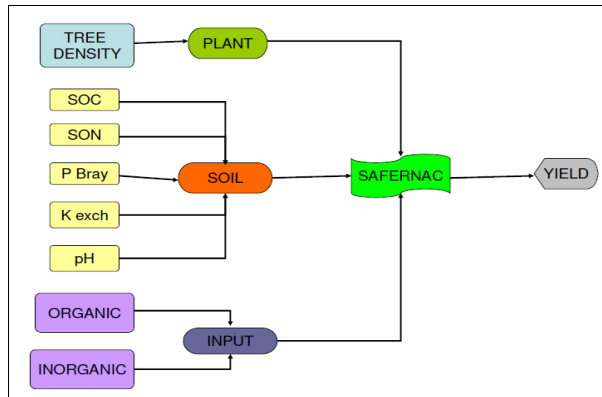 TREE
DENSITY
PLANT
SOC
SON
P Bray
SOIL
SAFERNAC
YIELD
K exch
pH
ORGANIC
INPUT
INORGANIC